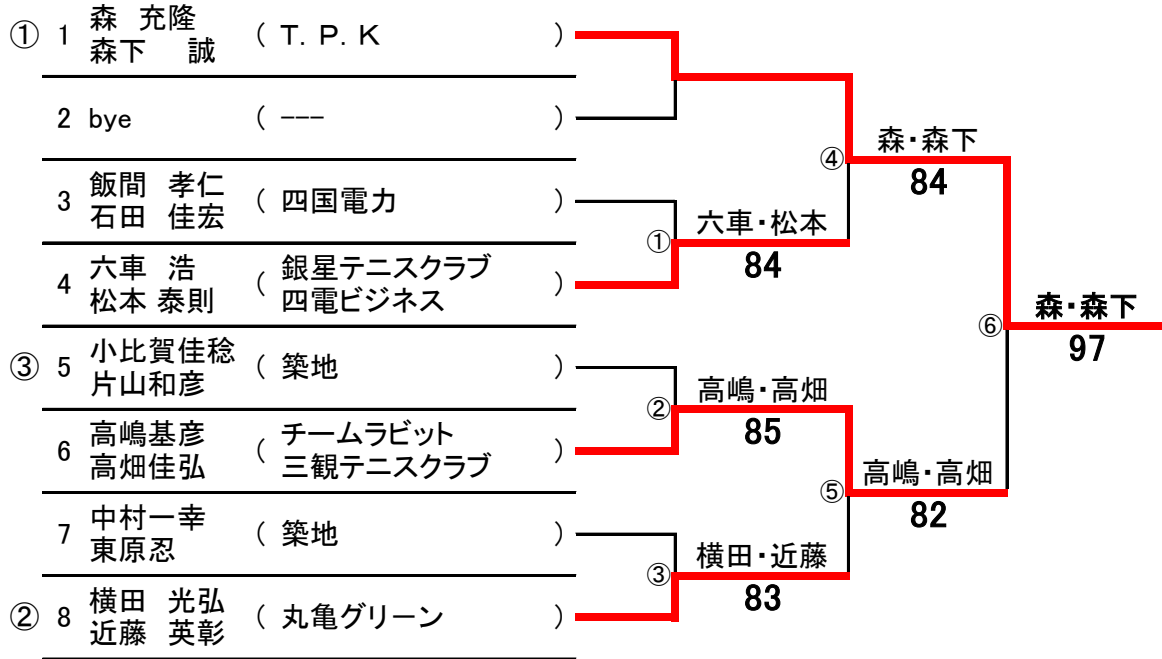 ① 1 森 充隆 ( T. P. K )
森下 誠
2 bye ( --- )
3 飯間 孝仁 ( 四国電力 )
石田 佳宏
4 六車 浩 ( 銀星テニスクラブ )
松本 泰則 四電ビジネス
③ 5 小比賀佳稔 ( 築地 )
片山和彦
6 高嶋基彦 ( チームラビット )
高畑佳弘 三観テニスクラブ
7 中村一幸 ( 築地 )
東原忍
② 8 横田 光弘 ( 丸亀グリーン )
近藤 英彰
① 六車・松本
84
② 高嶋・高畑
85
③ 横田・近藤
83
④ 森・森下
84
⑤ 高嶋・高畑
82
⑥ 森・森下
97